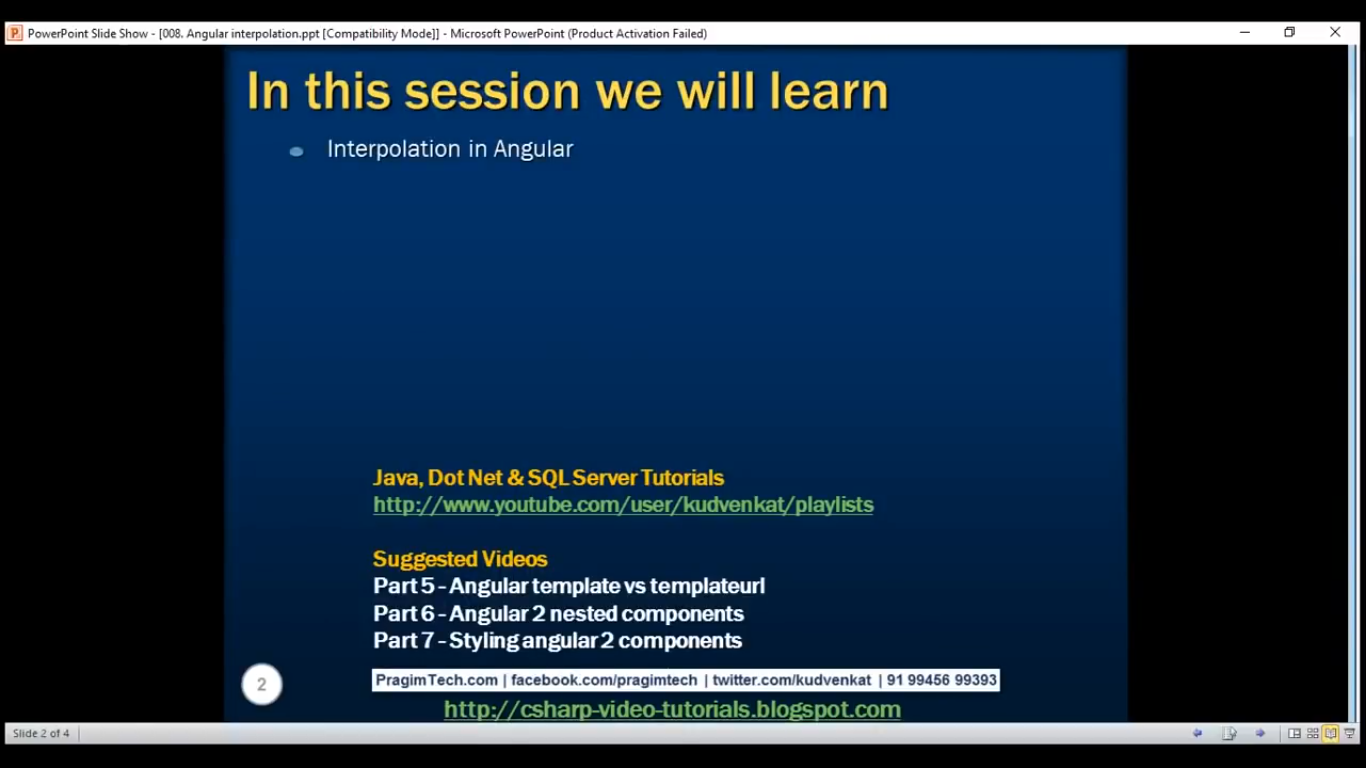 PowerPoint Slide Show - [008. Angular interpolation.ppt [Compatibility Mode]] - Microsoft PowerPoint (Product Activation Failed)
In this session we will learn
Interpolation in Angular
Java, Dot Net & SQL Server Tutorials
http://www.youtube.com/user/kudvenkat/playlists
Suggested Videos
Part 5 - Angular template vs templateurl
Part 6 - Angular 2 nested components
Part 7 - Styling angular 2 components
2
PragimTech.com | facebook.com/pragimtech | twitter.com/kudvenkat | 91 99456 99393
http://csharp-video-tutorials.blogspot.com
Slide 2 of 4